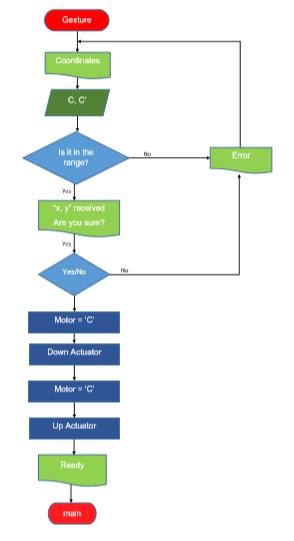 Gesture
Coordinates
C, C'
Is it in the
range?
No
Error
Yes
"x, y" received
Are you sure?
Yes
Yes/No
No
Motor = 'C'
Down Actuator
Motor = 'C'
Up Actuator
Ready
main